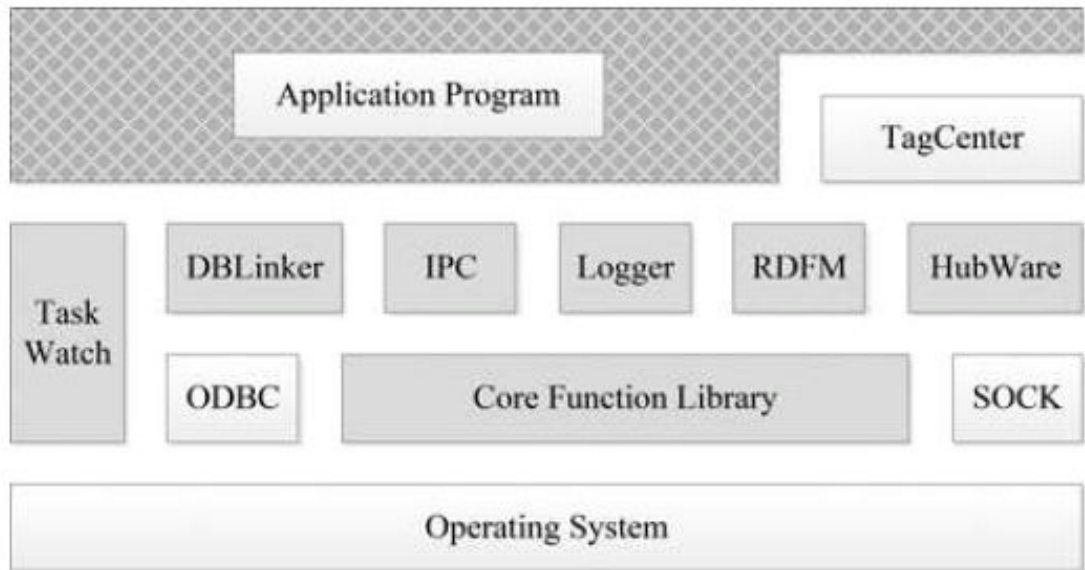 Application Program
TagCenter
DBLinker
IPC
Logger
RDFM
HubWare
Task
Watch
ODBC
Core Function Library
SOCK
Operating System